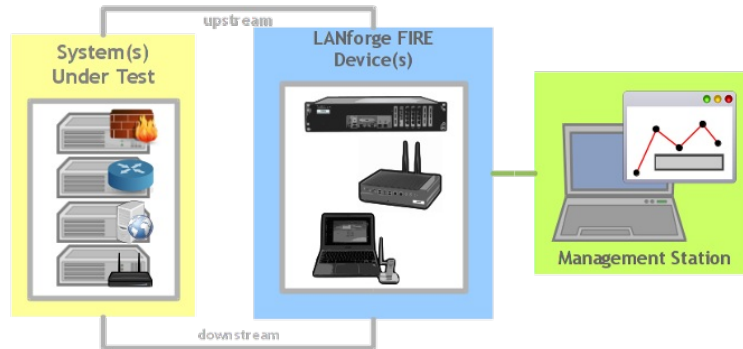 upstream
System(s)
Under Test
LANforge FIRE
Device(s)
Management Station
downstream